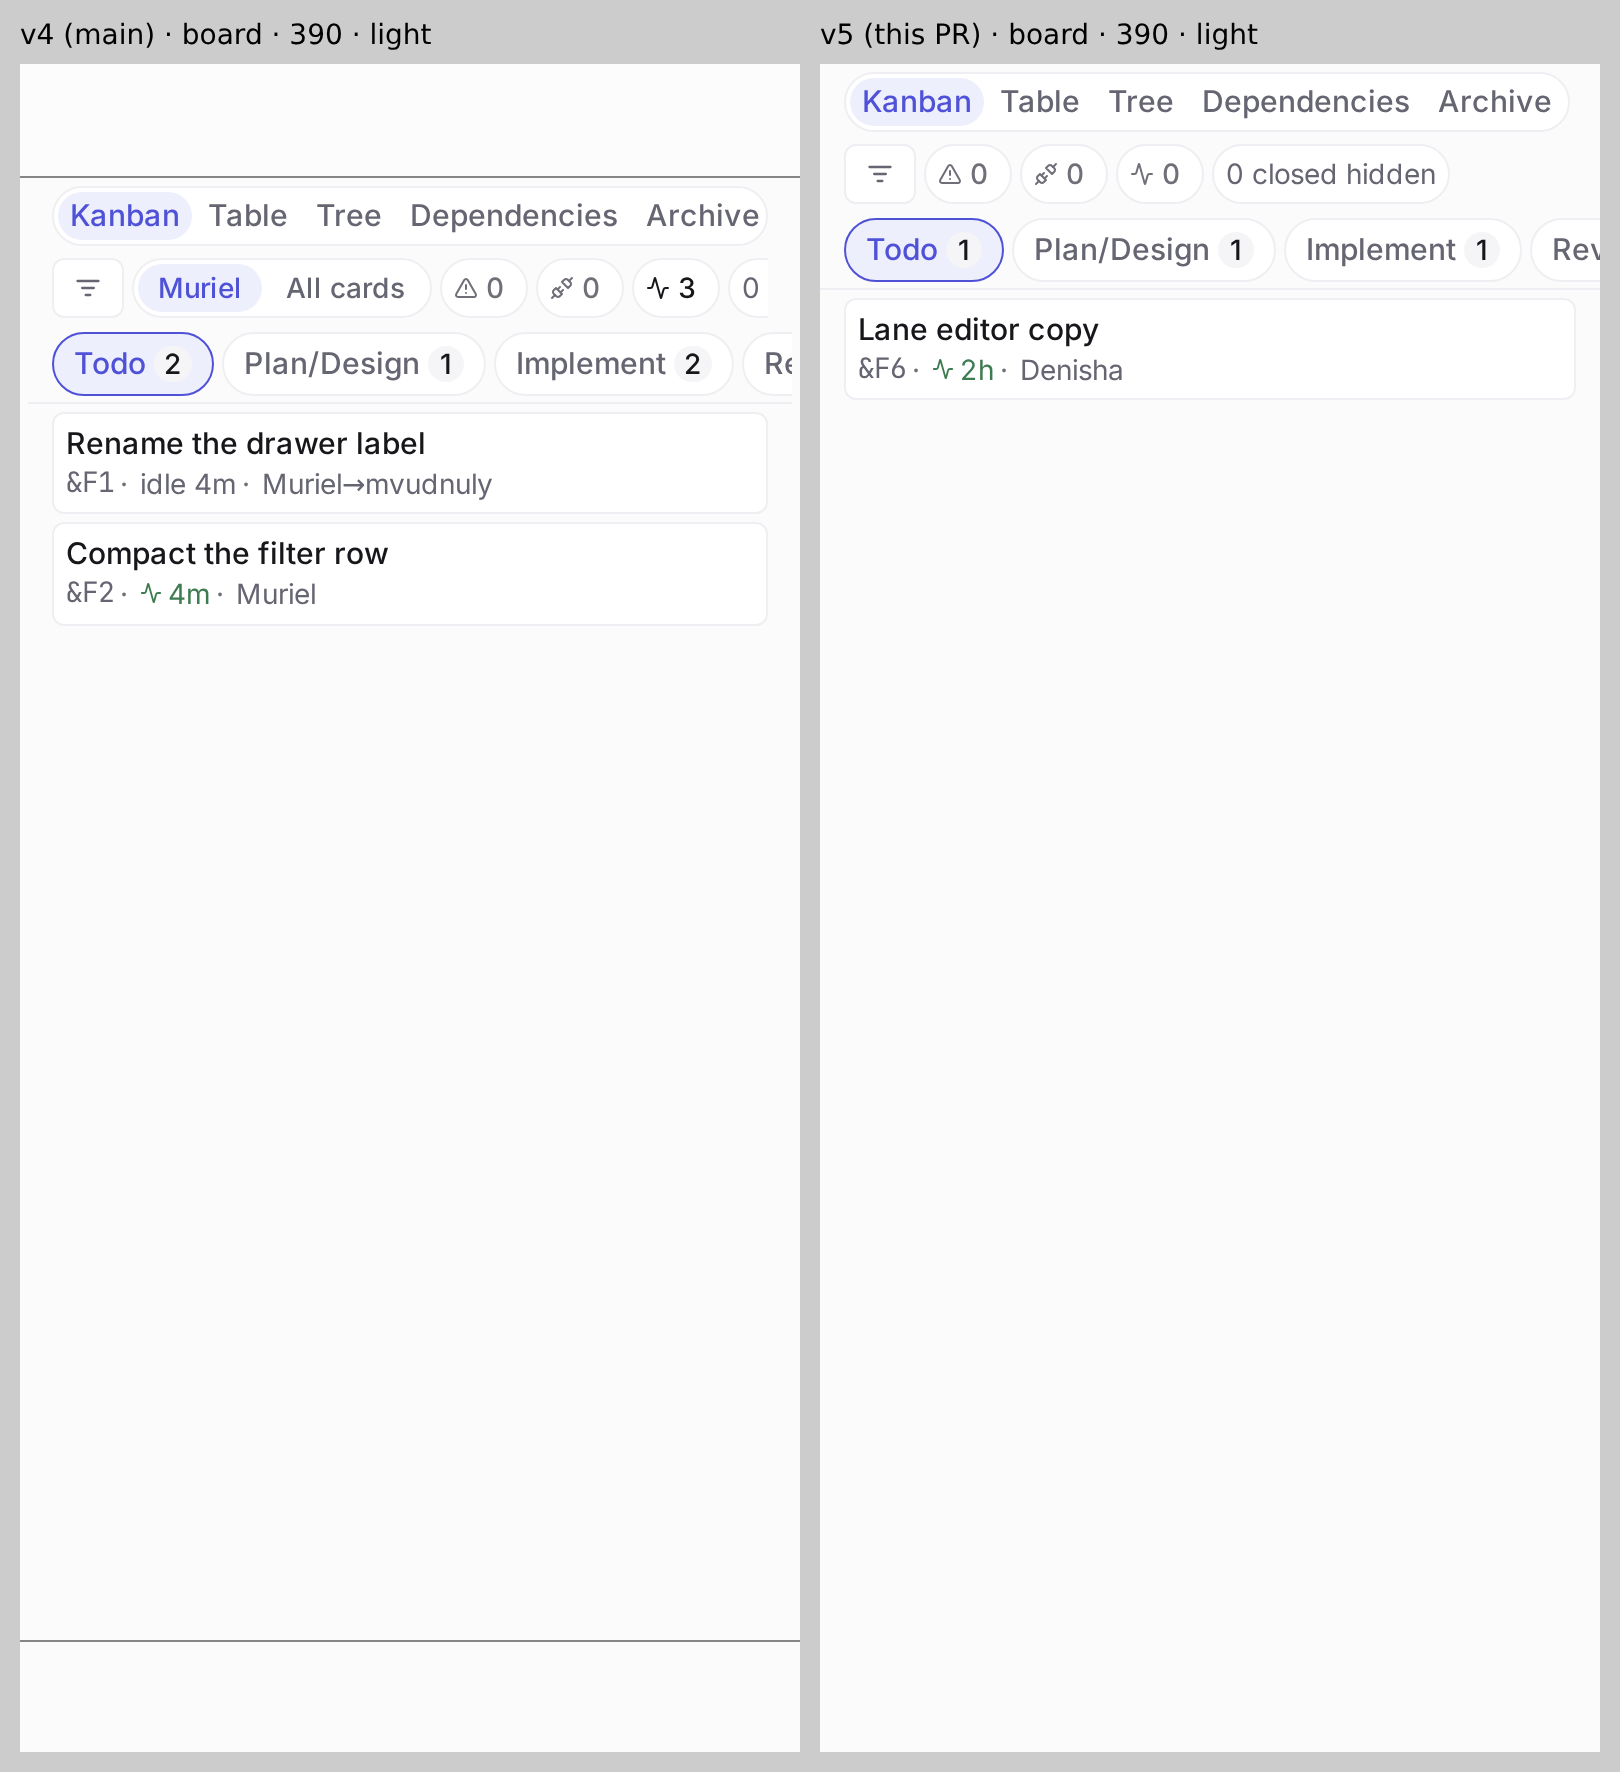 v4 (main) · board · 390 · light
Kanban Table Tree Dependencies Archive
Muriel All cards 0 0 3 0
Todo 2 Plan/Design 1 Implement 2 Re
Rename the drawer label
&F1 · idle 4m · Muriel→mvudnuly
Compact the filter row
&F2 · 4m · Muriel
v5 (this PR) · board · 390 · light
Kanban Table Tree Dependencies Archive
0 0 0 0 closed hidden
Todo 1 Plan/Design 1 Implement 1 Rev
Lane editor copy
&F6 · 2h · Denisha